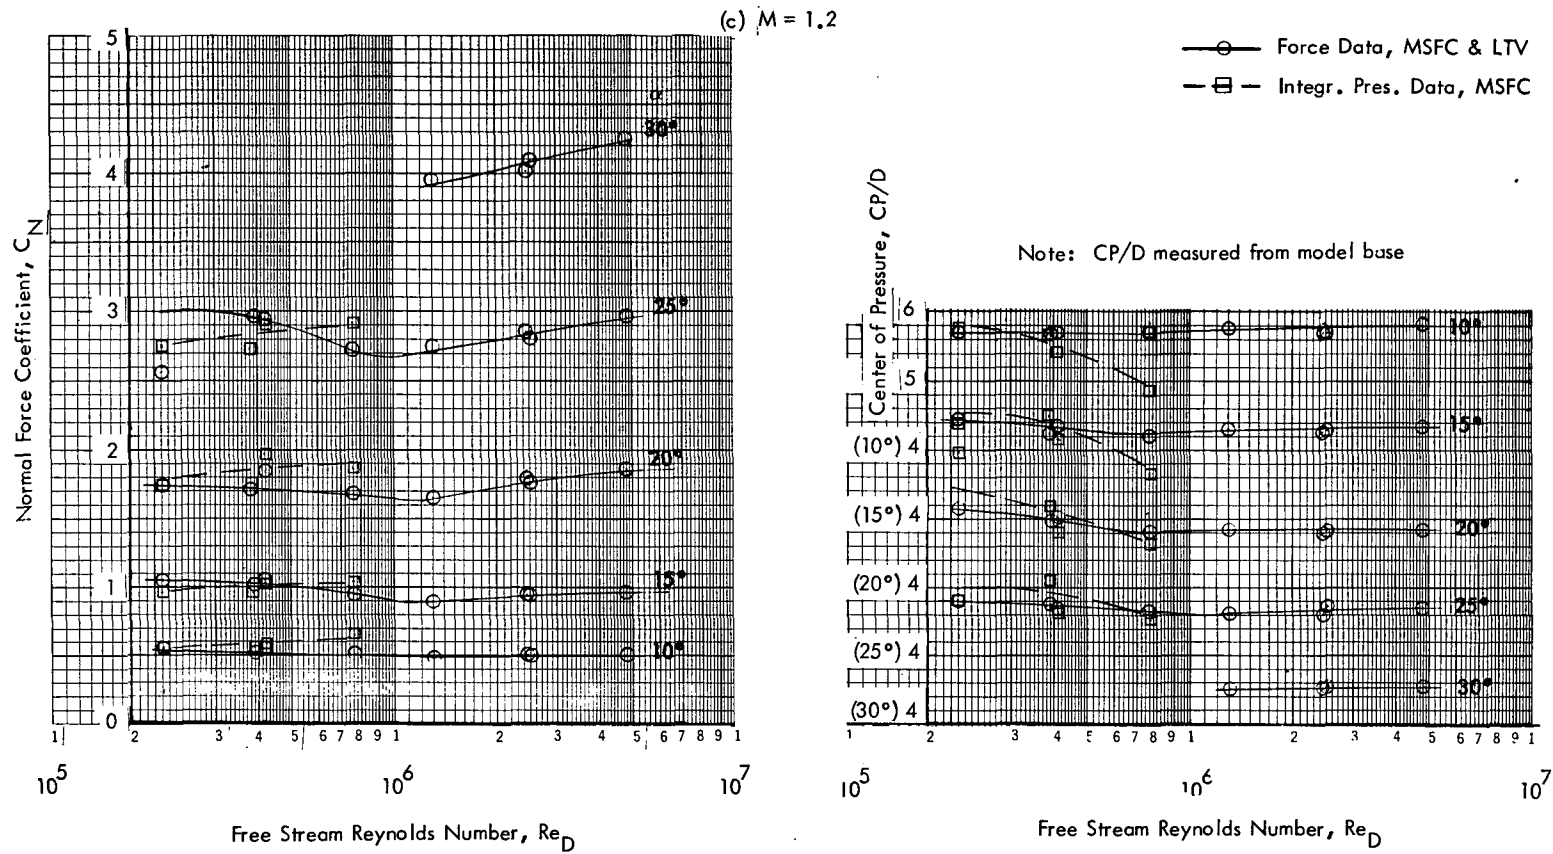 (c) M = 1.2
Force Data, MSFC & LTV
Integr. Pres. Data, MSFC
Normal Force Coefficient, C_N
5
4
3
2
1
0
α
30°
25°
20°
15°
10°
1 2 3 4 5 6 7 8 9 1 2 3 4 5 6 7 8 9 1
10^5 10^6 10^7
Free Stream Reynolds Number, Re_D
Center of Pressure, CP/D
Note: CP/D measured from model base
6
5
(10°) 4
(15°) 4
(20°) 4
(25°) 4
(30°) 4
10°
15°
20°
25°
30°
1 2 3 4 5 6 7 8 9 1 2 3 4 5 6 7 8 9 1
10^5 10^6 10^7
Free Stream Reynolds Number, Re_D